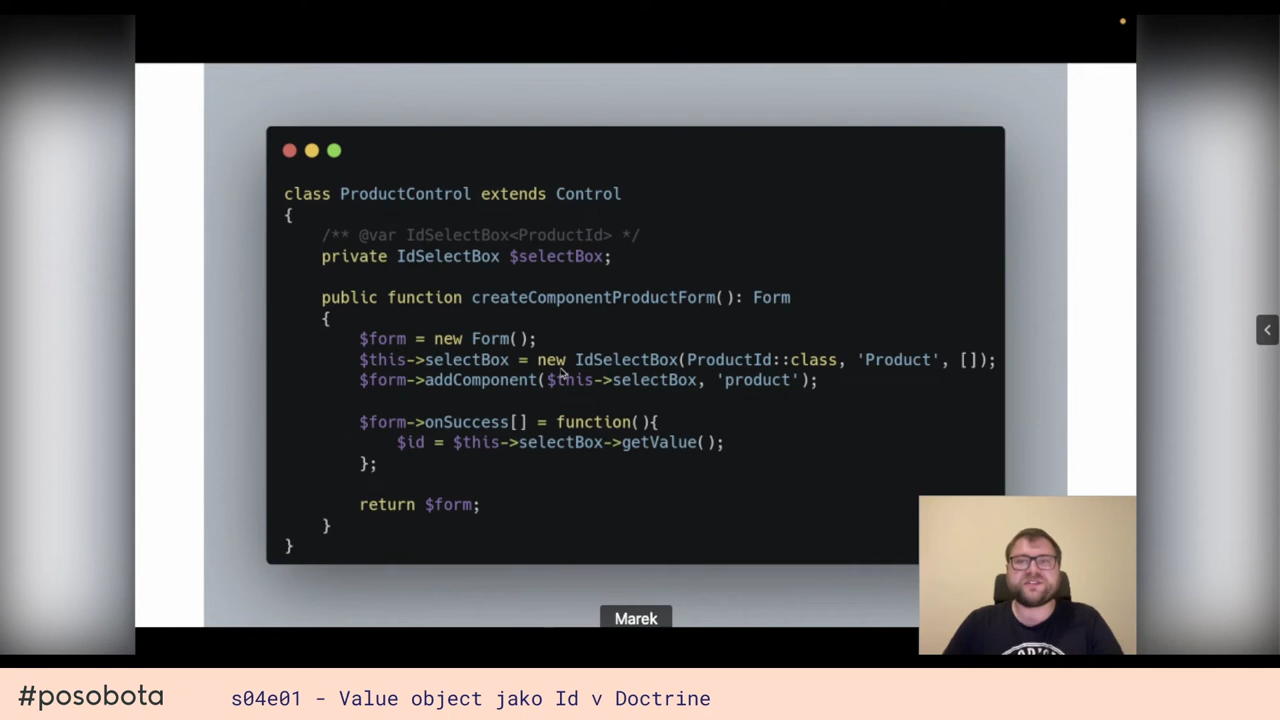 class ProductControl extends Control
{
/** @var IdSelectBox<ProductId> */
private IdSelectBox $selectBox;
public function createComponentProductForm(): Form
{
$form = new Form();
$this->selectBox = new IdSelectBox(ProductId::class, 'Product', []);
$form->addComponent($this->selectBox, 'product');
$form->onSuccess[] = function(){
$id = $this->selectBox->getValue();
};
return $form;
}
}
Marek
#posobota
s04e01 - Value object jako Id v Doctrine